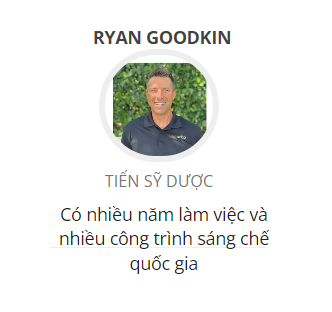 RYAN GOODKIN
TIẾN SỸ DƯỢC
Có nhiều năm làm việc và
nhiều công trình sáng chế
quốc gia